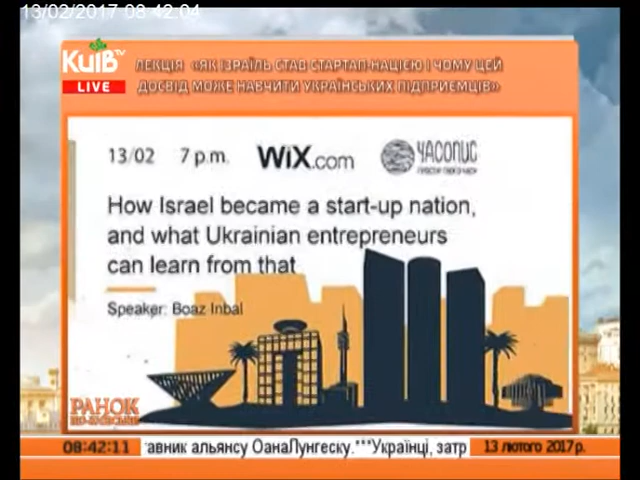 13/02/2017 08:42:04
КиЇВ TV
LIVE
ЛЕКЦІЯ «ЯК ІЗРАЇЛЬ СТАВ СТАРТАП-НАЦІЄЮ І ЧОМУ ЦЕЙ
ДОСВІД МОЖЕ НАВЧИТИ УКРАЇНСЬКИХ ПІДПРИЄМЦІВ»
13/02 7 p.m. WiX.com ЧАСОПИС
How Israel became a start-up nation,
and what Ukrainian entrepreneurs
can learn from that
Speaker: Boaz Inbal
РАНОК
ПО-КИЇВСЬКИ
08:42:11 авник альянсу ОанаЛунгеску.***Українці, затр 13 лютого 2017р.